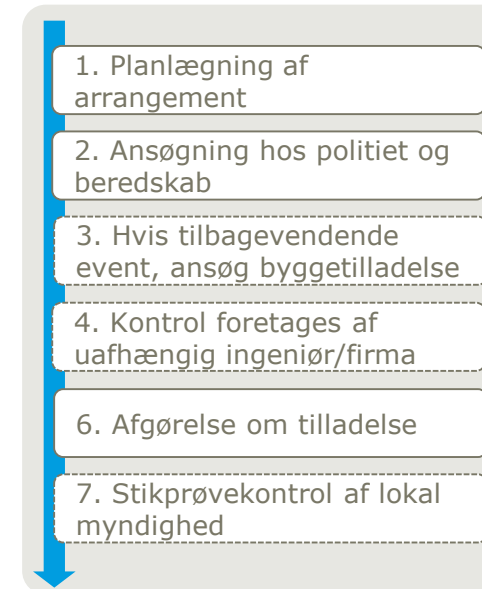 1. Planlægning af
arrangement
2. Ansøgning hos politiet og
beredskab
3. Hvis tilbagevendende
event, ansøg byggetilladelse
4. Kontrol foretages af
uafhængig ingeniør/firma
6. Afgørelse om tilladelse
7. Stikprøvekontrol af lokal
myndighed